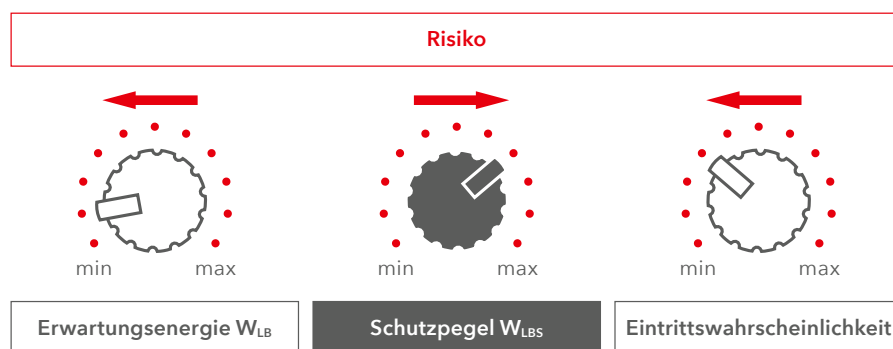 Risiko
min max min max min max
Erwartungsenergie WLB Schutzpegel WLBS Eintrittswahrscheinlichkeit